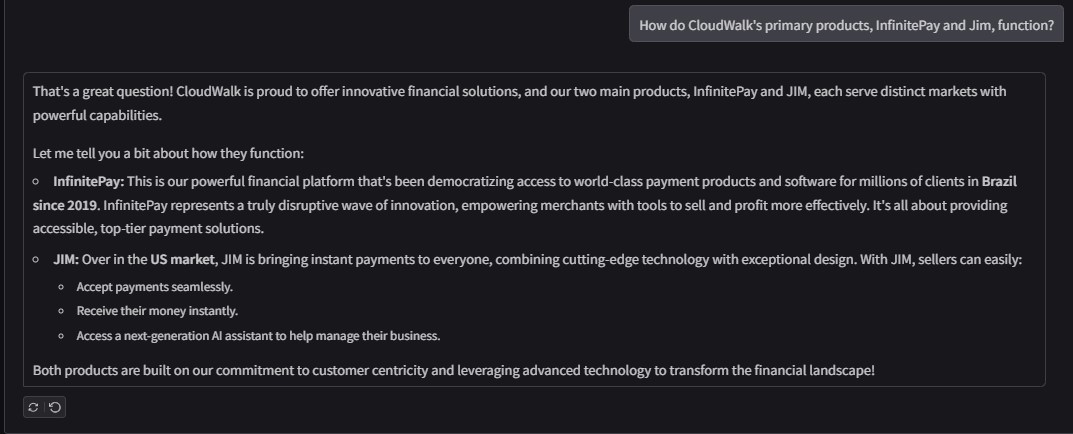 How do CloudWalk's primary products, InfinitePay and Jim, function?
That's a great question! CloudWalk is proud to offer innovative financial solutions, and our two main products, InfinitePay and JIM, each serve distinct markets with
powerful capabilities.
Let me tell you a bit about how they function:
InfinitePay: This is our powerful financial platform that's been democratizing access to world-class payment products and software for millions of clients in Brazil
since 2019. InfinitePay represents a truly disruptive wave of innovation, empowering merchants with tools to sell and profit more effectively. It's all about providing
accessible, top-tier payment solutions.
JIM: Over in the US market, JIM is bringing instant payments to everyone, combining cutting-edge technology with exceptional design. With JIM, sellers can easily:
Accept payments seamlessly.
Receive their money instantly.
Access a next-generation AI assistant to help manage their business.
Both products are built on our commitment to customer centricity and leveraging advanced technology to transform the financial landscape!